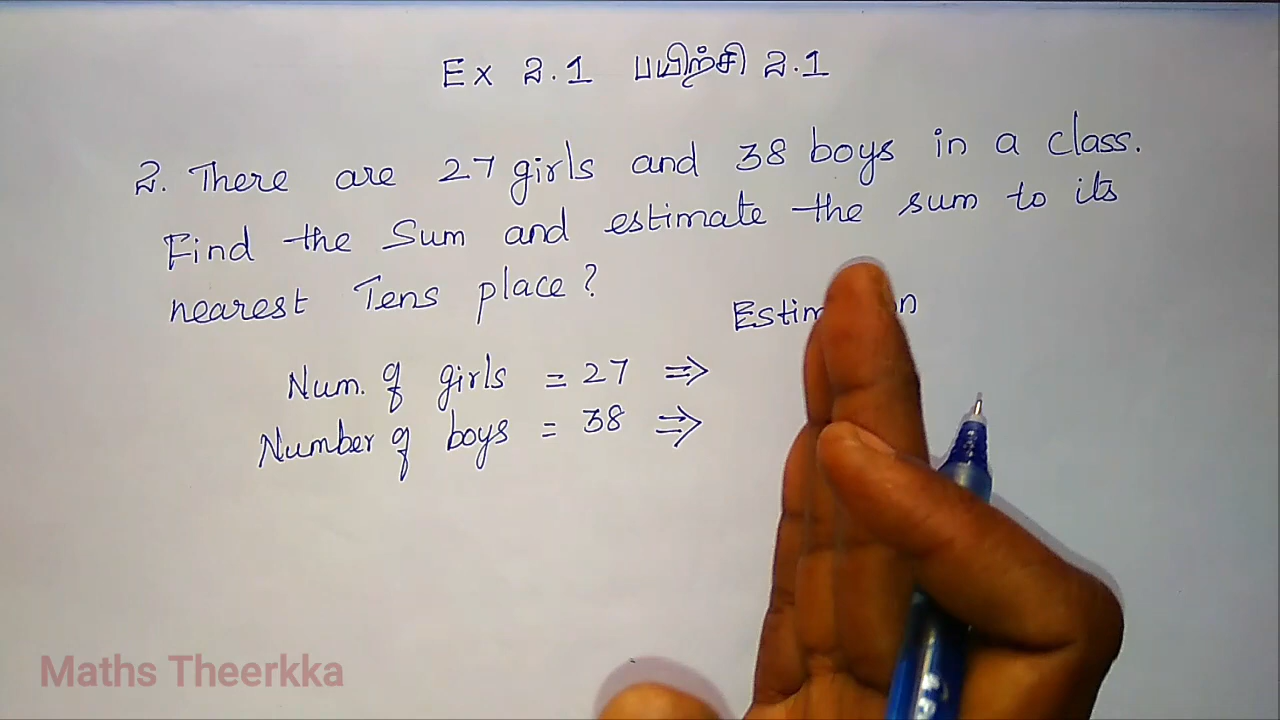 Ex 2.1 பயிற்சி 2.1
2. There are 27 girls and 38 boys in a class.
Find the Sum and estimate the sum to its
nearest Tens place?
Num. of girls = 27 ⇒
Number of boys = 38 ⇒
Maths Theerkka